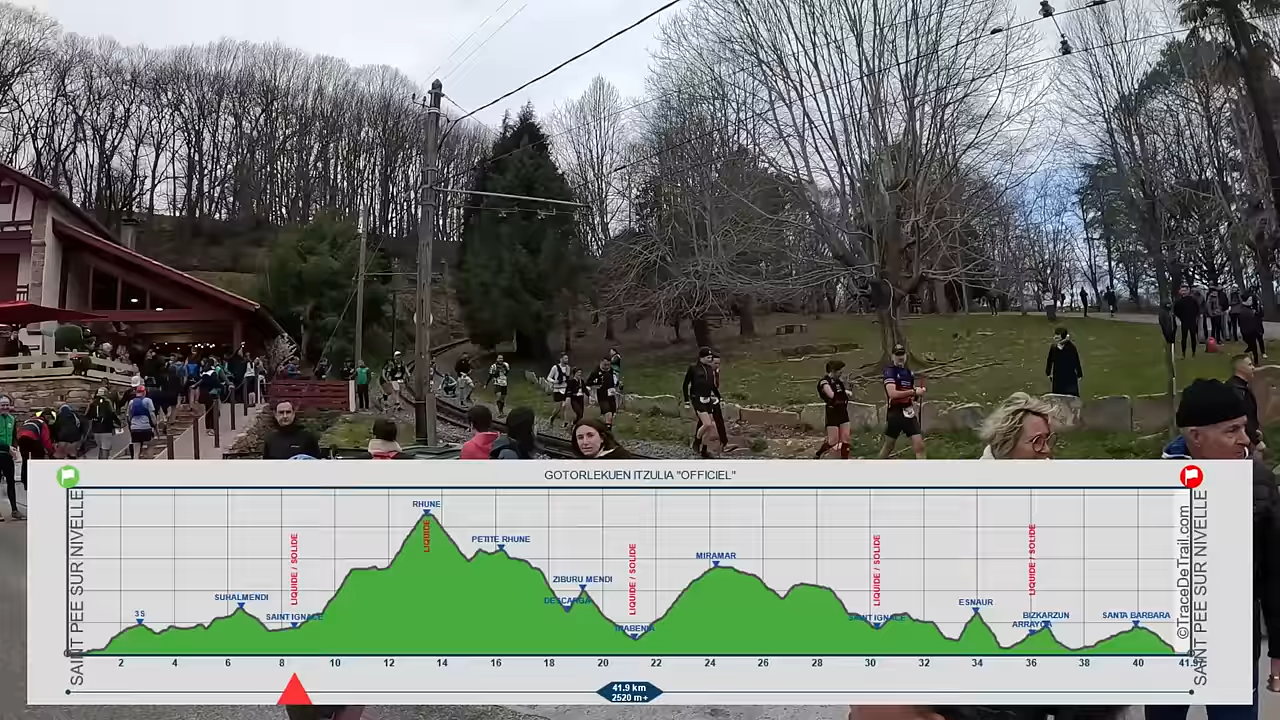 GOTORLEKUEN ITZULIA "OFFICIEL"
SAINT PEE SUR NIVELLE
3S
SUHALMENDI
LIQUIDE / SOLIDE
SAINT IGNACE
RHUNE
LIQUIDE
PETITE RHUNE
ZIBURU MENDI
DESCARGA
LIQUIDE / SOLIDE
INABENIA
MIRAMAR
LIQUIDE / SOLIDE
SAINT IGNACE
ESNAUR
LIQUIDE / SOLIDE
BIZKARZUN
ARRAYO
SANTA BARBARA
©TraceDeTrail.com
SAINT PEE SUR NIVELLE
2 4 6 8 10 12 14 16 18 20 22 24 26 28 30 32 34 36 38 40 41.9
41.9 km
2520 m+